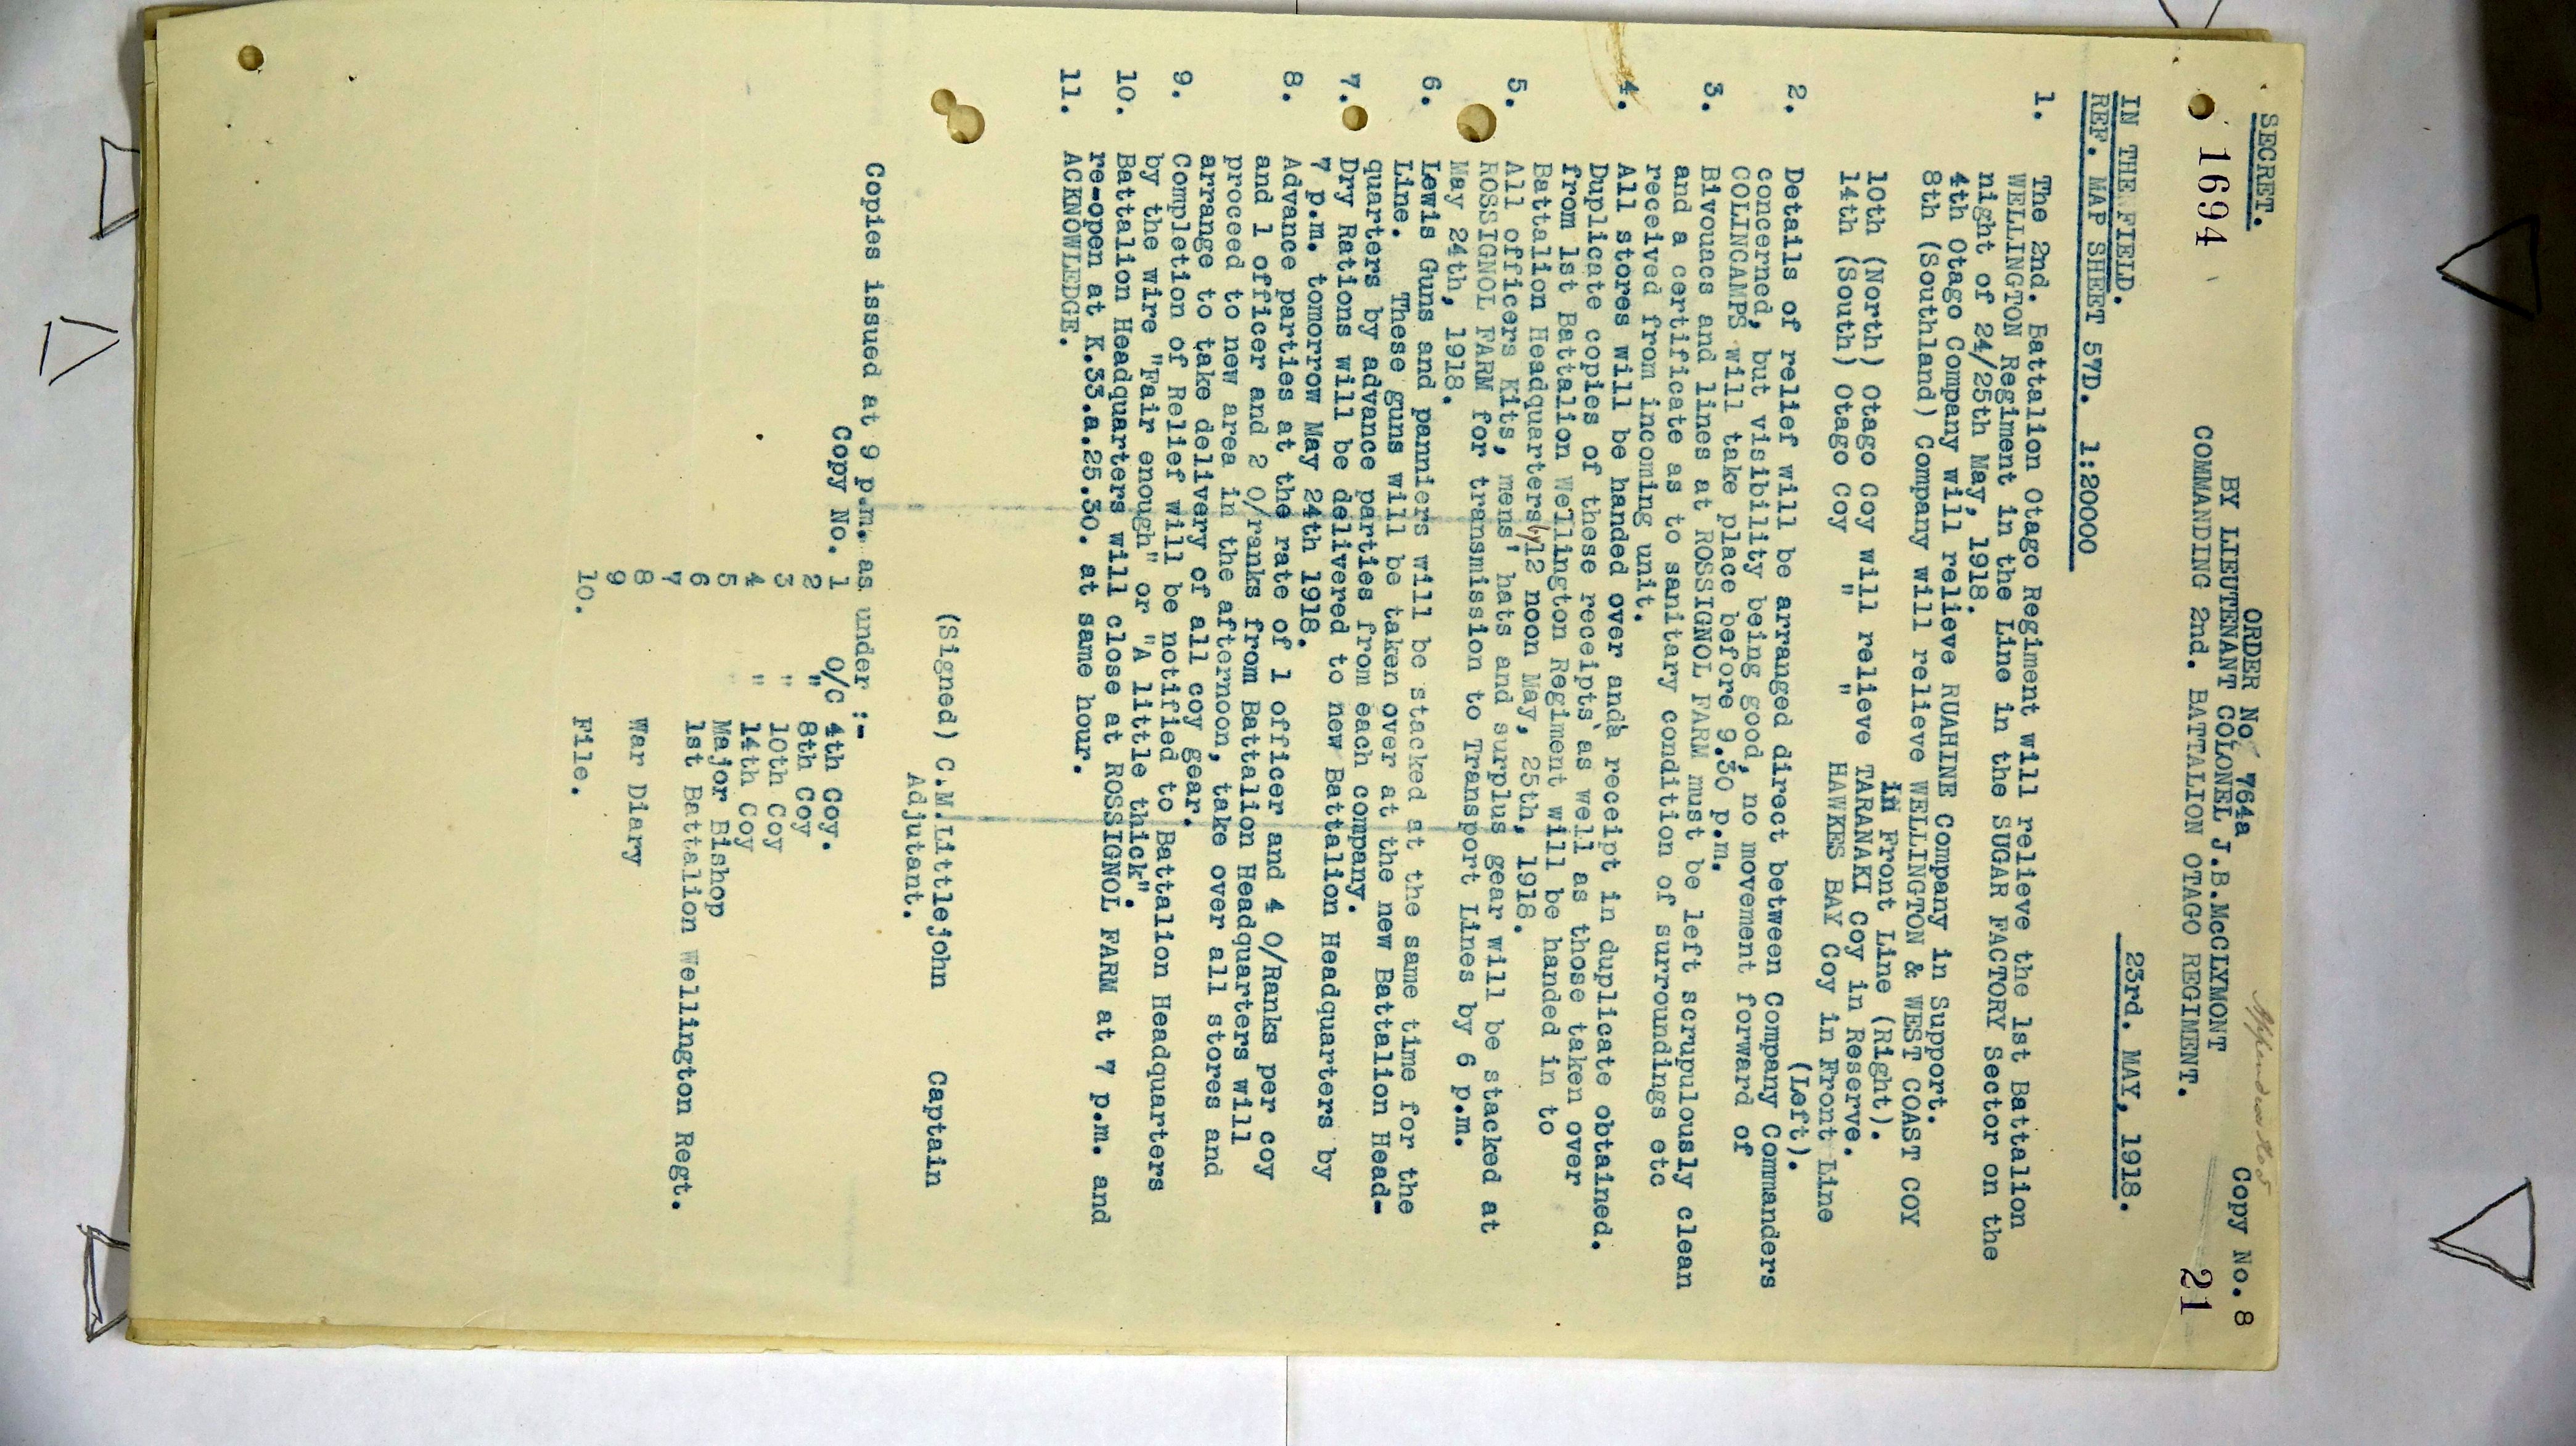 SECRET.
ORDER No 764a
Copy No. 8
BY LIEUTENANT COLONEL J.B.McCLYMONT
1694
21
COMMANDING 2nd. BATTALION OTAGO REGIMENT.
IN THE FIELD.
23rd. MAY, 1918.
REF. MAP SHEET 57D. 1:20000
1. The 2nd. Battalion Otago Regiment will relieve the 1st Battalion
WELLINGTON Regiment in the Line in the SUGAR FACTORY Sector on the
night of 24/25th May, 1918.
4th Otago Company will relieve RUAHINE Company in Support.
8th (Southland) Company will relieve WELLINGTON & WEST COAST COY
in Front Line (Right).
10th (North) Otago Coy will relieve TARANAKI Coy in Reserve.
14th (South) Otago Coy " " HAWKES BAY Coy in Front Line
(Left).
2. Details of relief will be arranged direct between Company Commanders
concerned, but visibility being good, no movement forward of
COLINCAMPS will take place before 9.30 p.m.
3. Bivouacs and lines at ROSSIGNOL FARM must be left scrupulously clean
and a certificate as to sanitary condition of surroundings etc
received from incoming unit.
4. All stores will be handed over anda receipt in duplicate obtained.
Duplicate copies of these receipts as well as those taken over
from 1st Battalion Wellington Regiment will be handed in to
Battalion Headquarters by 12 noon May, 25th, 1918.
5. All officers Kits, mens' hats and surplus gear will be stacked at
ROSSIGNOL FARM for transmission to Transport Lines by 6 p.m.
May 24th, 1918.
6. Lewis Guns and panniers will be stacked at the same time for the
Line. These guns will be taken over at the new Battalion Head-
quarters by advance parties from each company.
7. Dry Rations will be delivered to new Battalion Headquarters by
7 p.m. tomorrow May 24th 1918.
8. Advance parties at the rate of 1 officer and 4 O/Ranks per coy
and 1 officer and 2 O/ranks from Battalion Headquarters will
proceed to new area in the afternoon, take over all stores and
arrange to take delivery of all coy gear.
9. Completion of Relief will be notified to Battalion Headquarters
by the wire "Fair enough" or "A little thick".
10. Battalion Headquarters will close at ROSSIGNOL FARM at 7 p.m. and
re-open at K.33.a.25.30. at same hour.
11. ACKNOWLEDGE.
(Signed) C.M.Littlejohn Captain
Adjutant.
Copies issued at 9 p.m. as under :-
Copy No. 1 O/C 4th Coy.
2 " 8th Coy
3 " 10th Coy
4 " 14th Coy
5 Major Bishop
6 1st Battalion Wellington Regt.
7
8 War Diary
9
10. File.